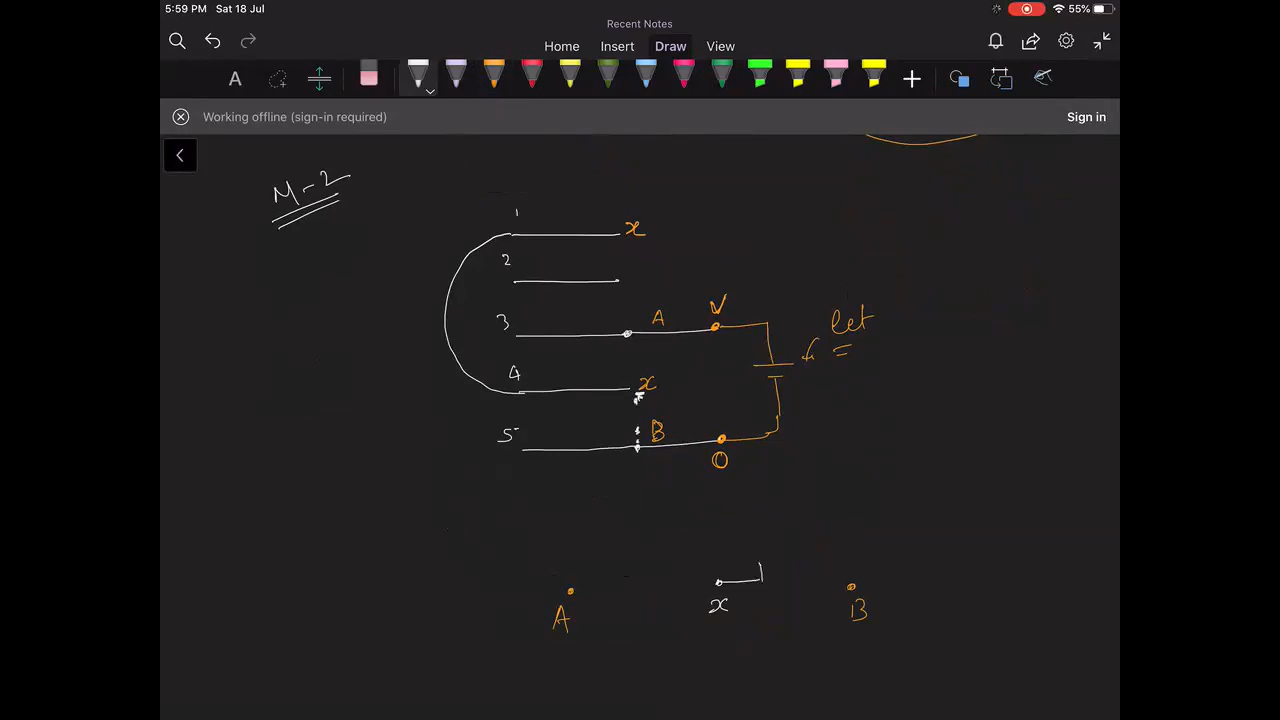 5:59 PM Sat 18 Jul
55%
Recent Notes
Home Insert Draw View
A
Working offline (sign-in required)
Sign in
M-2
1
x
2
3
A
V
let
4
x
5
B
O
x
A
B